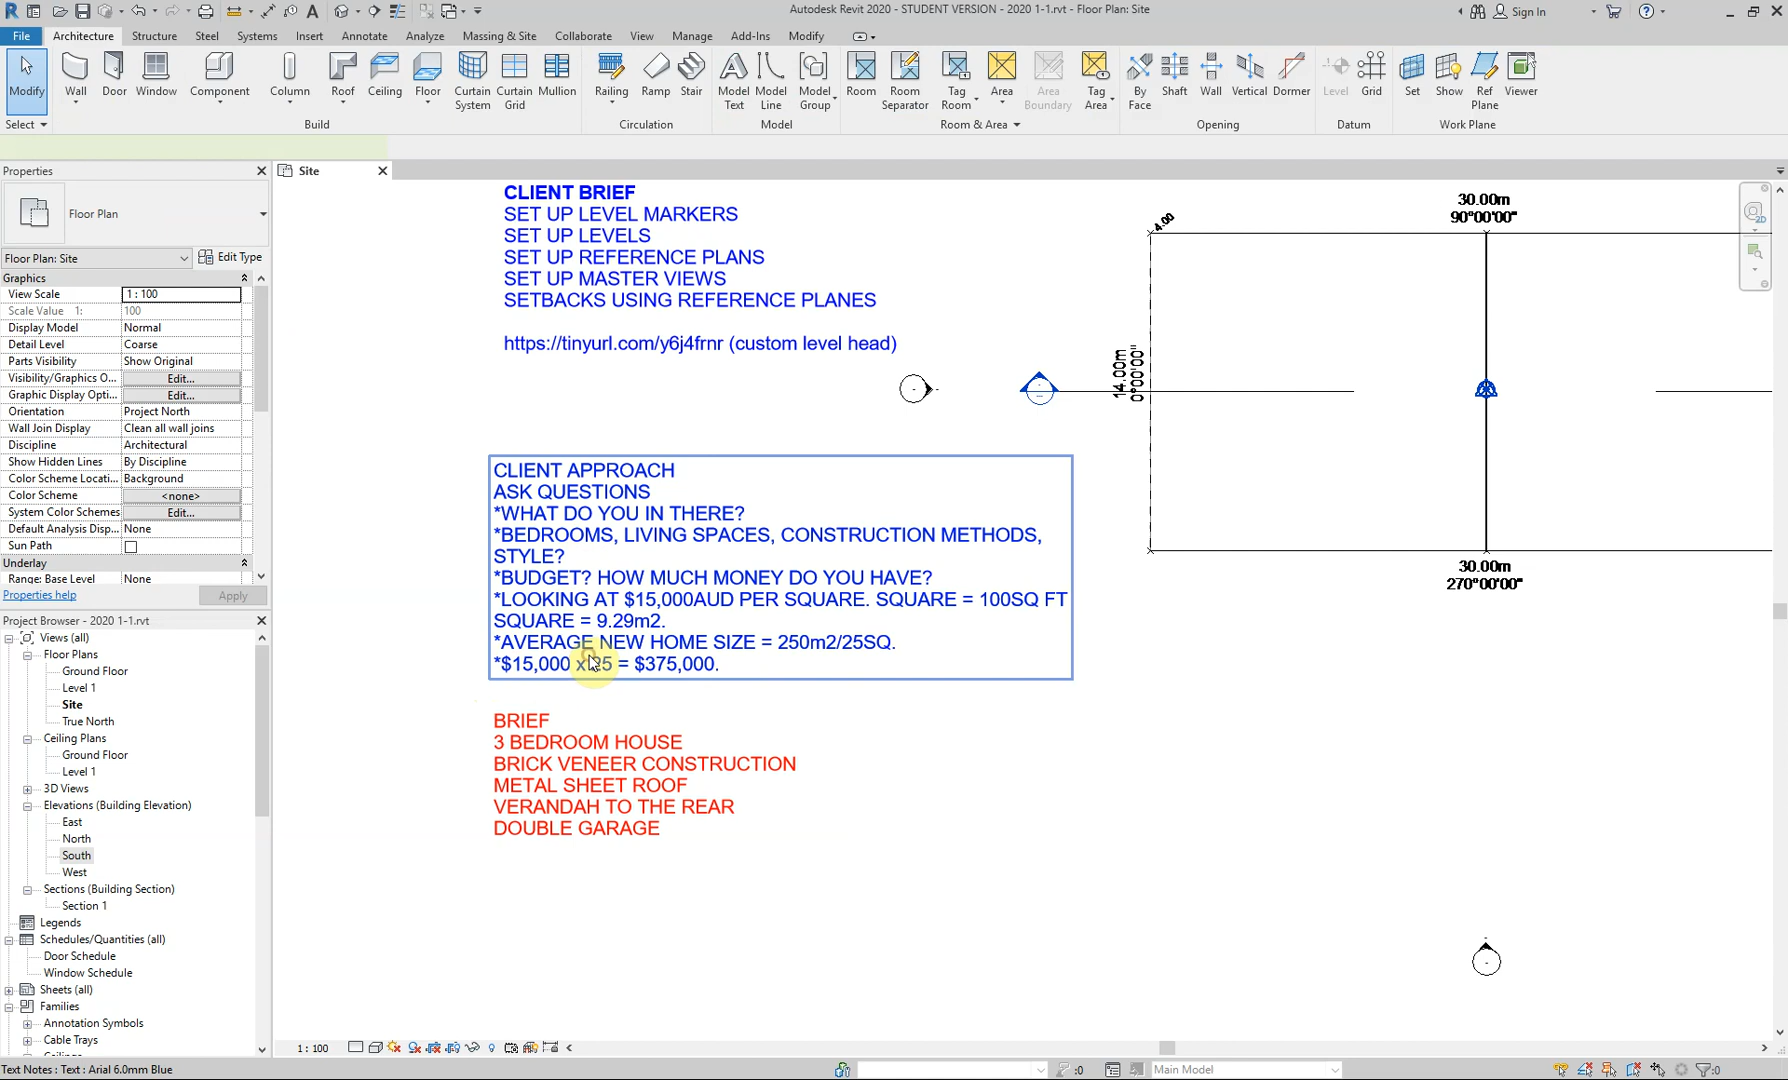 Autodesk Revit 2020 - STUDENT VERSION - 2020 1-1.rvt - Floor Plan: Site
Sign In
File Architecture Structure Steel Systems Insert Annotate Analyze Massing & Site Collaborate View Manage Add-Ins Modify
Modify Wall Door Window Component Column Roof Ceiling Floor Curtain System Curtain Grid Mullion Railing Ramp Stair Model Text Model Line Model Group Room Room Separator Tag Room Area Area Boundary Tag Area By Face Shaft Wall Vertical Dormer Level Grid Set Show Ref Plane Viewer
Select Build Circulation Model Room & Area Opening Datum Work Plane
Properties
Floor Plan
Floor Plan: Site Edit Type
Graphics
View Scale 1 : 100
Scale Value 1: 100
Display Model Normal
Detail Level Coarse
Parts Visibility Show Original
Visibility/Graphics O... Edit...
Graphic Display Opti... Edit...
Orientation Project North
Wall Join Display Clean all wall joins
Discipline Architectural
Show Hidden Lines By Discipline
Color Scheme Locati... Background
Color Scheme <none>
System Color Schemes Edit...
Default Analysis Disp... None
Sun Path
Underlay
Range: Base Level None
Properties help Apply
Project Browser - 2020 1-1.rvt
Views (all)
Floor Plans
Ground Floor
Level 1
Site
True North
Ceiling Plans
Ground Floor
Level 1
3D Views
Elevations (Building Elevation)
East
North
South
West
Sections (Building Section)
Section 1
Legends
Schedules/Quantities (all)
Door Schedule
Window Schedule
Sheets (all)
Families
Annotation Symbols
Cable Trays
Site
CLIENT BRIEF
SET UP LEVEL MARKERS
SET UP LEVELS
SET UP REFERENCE PLANS
SET UP MASTER VIEWS
SETBACKS USING REFERENCE PLANES
https://tinyurl.com/y6j4frnr (custom level head)
CLIENT APPROACH
ASK QUESTIONS
*WHAT DO YOU IN THERE?
*BEDROOMS, LIVING SPACES, CONSTRUCTION METHODS,
STYLE?
*BUDGET? HOW MUCH MONEY DO YOU HAVE?
*LOOKING AT $15,000AUD PER SQUARE. SQUARE = 100SQ FT
SQUARE = 9.29m2.
*AVERAGE NEW HOME SIZE = 250m2/25SQ.
*$15,000 x 25 = $375,000.
BRIEF
3 BEDROOM HOUSE
BRICK VENEER CONSTRUCTION
METAL SHEET ROOF
VERANDAH TO THE REAR
DOUBLE GARAGE
4.00
30.00m
90°00'00"
14.00m
0°00'00"
30.00m
270°00'00"
2D
1 : 100
Text Notes : Text : Arial 6.0mm Blue
:0
Main Model
:0